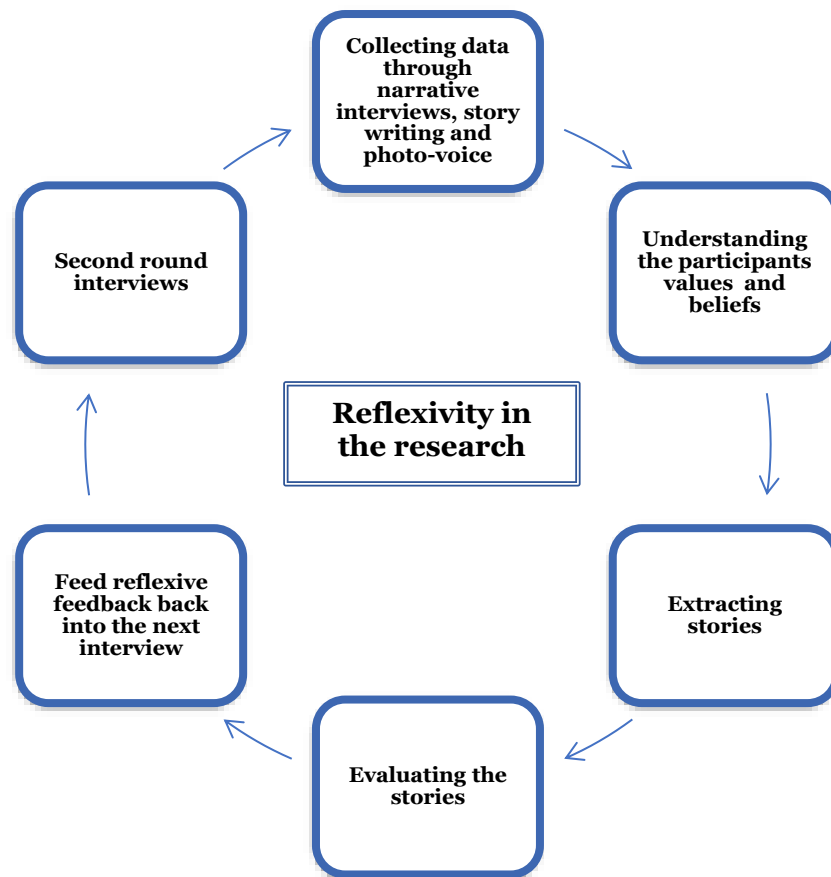 Collecting data
through
narrative
interviews, story
writing and
photo-voice
Understanding
the participants
values and
beliefs
Extracting
stories
Evaluating the
stories
Feed reflexive
feedback back
into the next
interview
Second round
interviews
Reflexivity in
the research